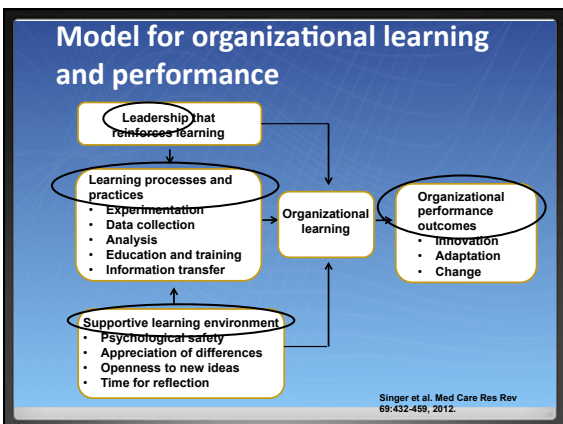 Model for organizational learning
and performance
Leadership that
reinforces learning
Learning processes and
practices
• Experimentation
• Data collection
• Analysis
• Education and training
• Information transfer
Organizational
learning
Organizational
performance
outcomes
• Innovation
• Adaptation
• Change
Supportive learning environment
• Psychological safety
• Appreciation of differences
• Openness to new ideas
• Time for reflection
Singer et al. Med Care Res Rev
69:432-459, 2012.